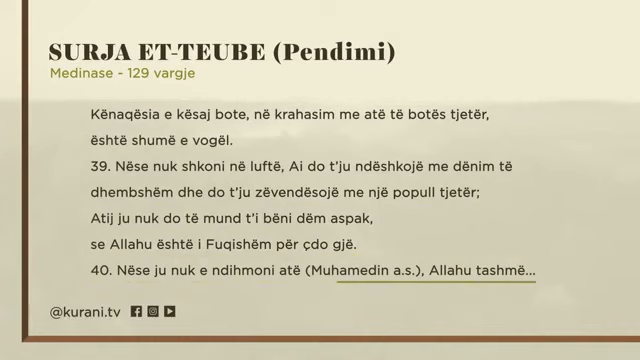 SURJA ET-TEUBE (Pendimi)
Medinase - 129 vargje
Kënaqësia e kësaj bote, në krahasim me atë të botës tjetër,
është shumë e vogël.
39. Nëse nuk shkoni në luftë, Ai do t'ju ndëshkojë me dënim të
dhembshëm dhe do t'ju zëvendësojë me një popull tjetër;
Atij ju nuk do të mund t'i bëni dëm aspak,
se Allahu është i Fuqishëm për çdo gjë.
40. Nëse ju nuk e ndihmoni atë (Muhamedin a.s.), Allahu tashmë...
@kurani.tv